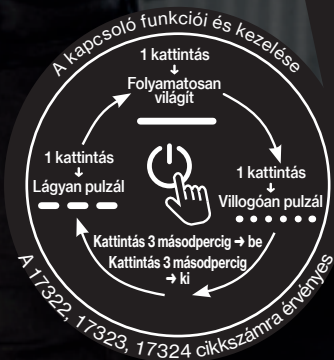 A kapcsoló funkciói és kezelése
1 kattintás
↓
Folyamatosan
világít
1 kattintás
↓
Villogóan pulzál
1 kattintás
↓
Lágyan pulzál
Kattintás 3 másodpercig → be
Kattintás 3 másodpercig
→ ki
A 17322, 17323, 17324 cikkszámra érvényes